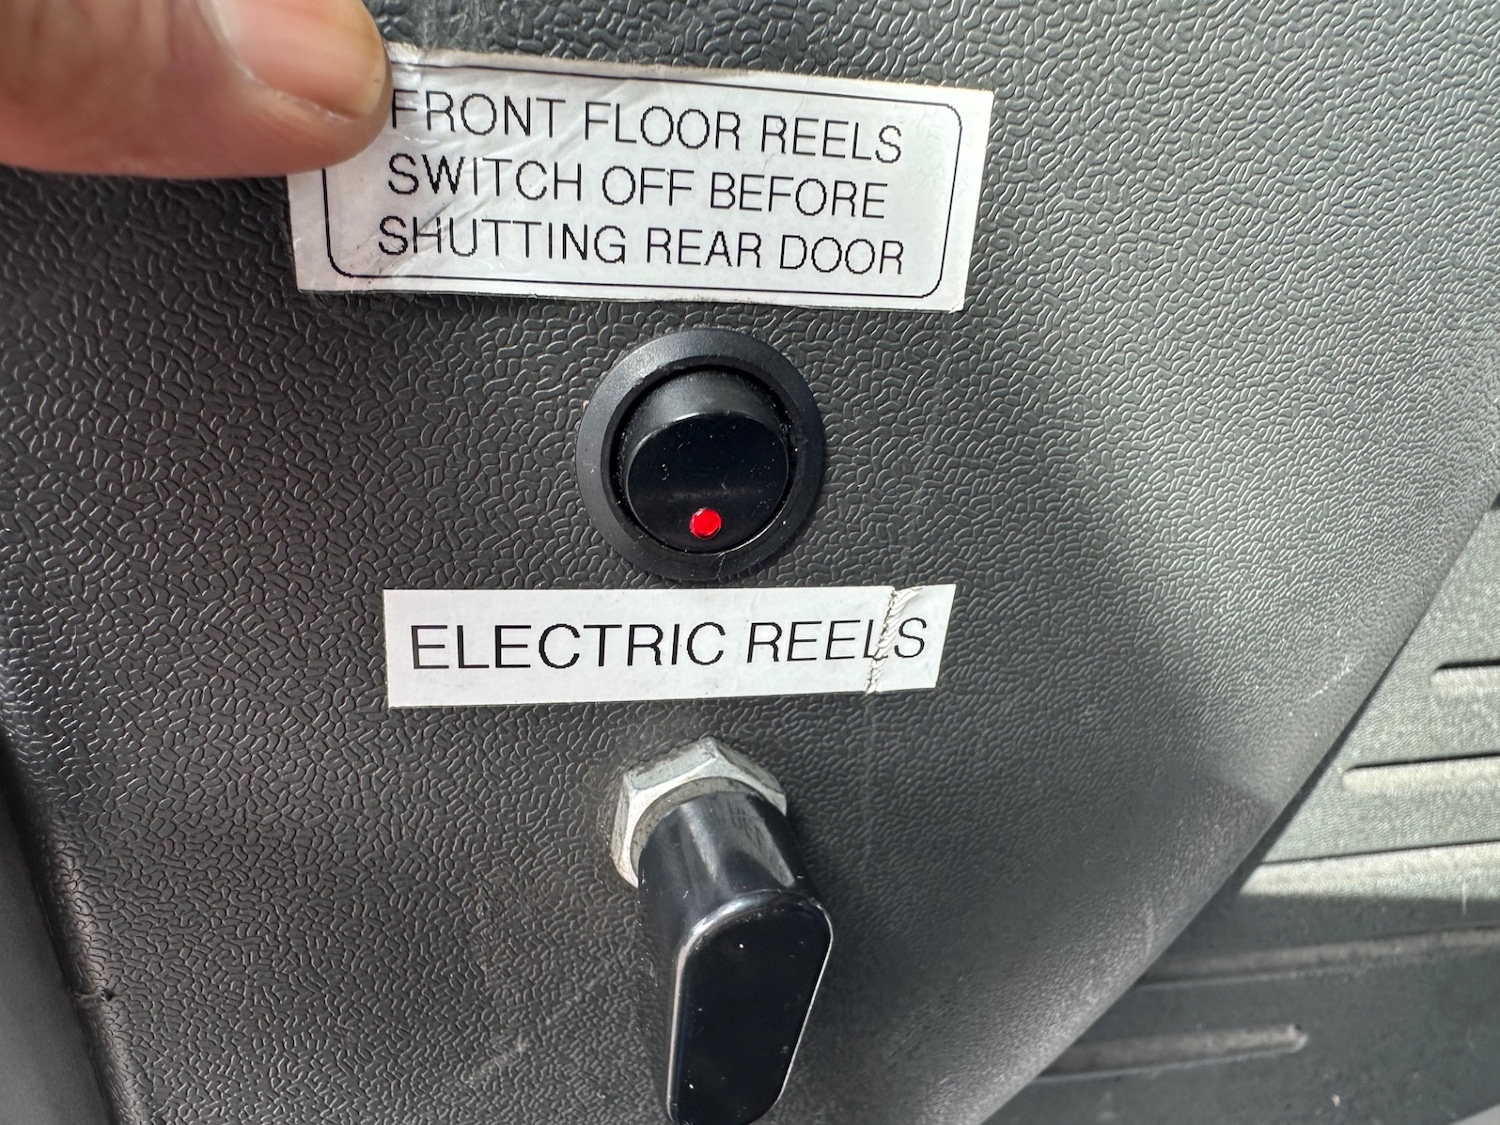 FRONT FLOOR REELS
SWITCH OFF BEFORE
SHUTTING REAR DOOR
ELECTRIC REELS